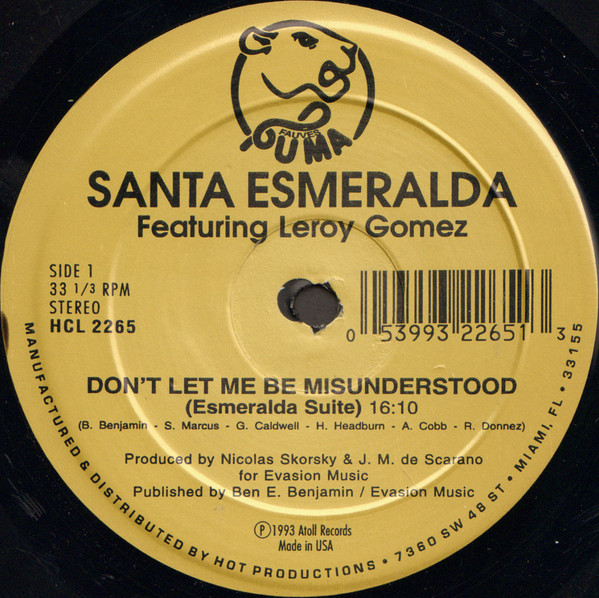 FAUVES
PUMA
SANTA ESMERALDA
Featuring Leroy Gomez
SIDE 1
33 1/3 RPM
STEREO
HCL 2265
0 53993 22651 3
DON'T LET ME BE MISUNDERSTOOD
(Esmeralda Suite) 16:10
(B. Benjamin - S. Marcus - G. Caldwell - H. Headburn - A. Cobb - R. Donnez)
Produced by Nicolas Skorsky & J. M. de Scarano
for Evasion Music
Published by Ben E. Benjamin / Evasion Music
℗ 1993 Atoll Records
Made in USA
MANUFACTURED & DISTRIBUTED BY HOT PRODUCTIONS • 7360 SW 48 ST • MIAMI, FL • 33155